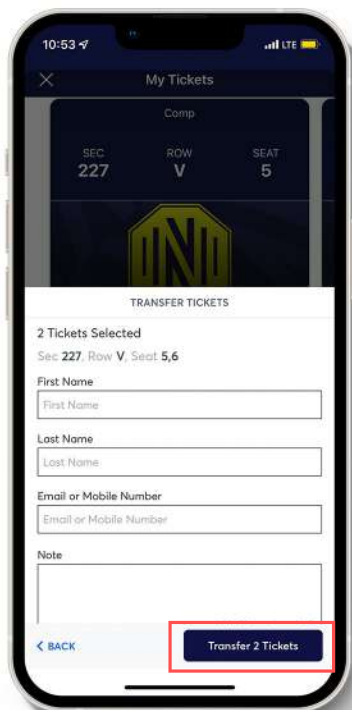 10:53 LTE
My Tickets
Comp
SEC ROW SEAT
227 V 5
TRANSFER TICKETS
2 Tickets Selected
Sec 227, Row V, Seat 5,6
First Name
First Name
Last Name
Last Name
Email or Mobile Number
Email or Mobile Number
Note
< BACK Transfer 2 Tickets